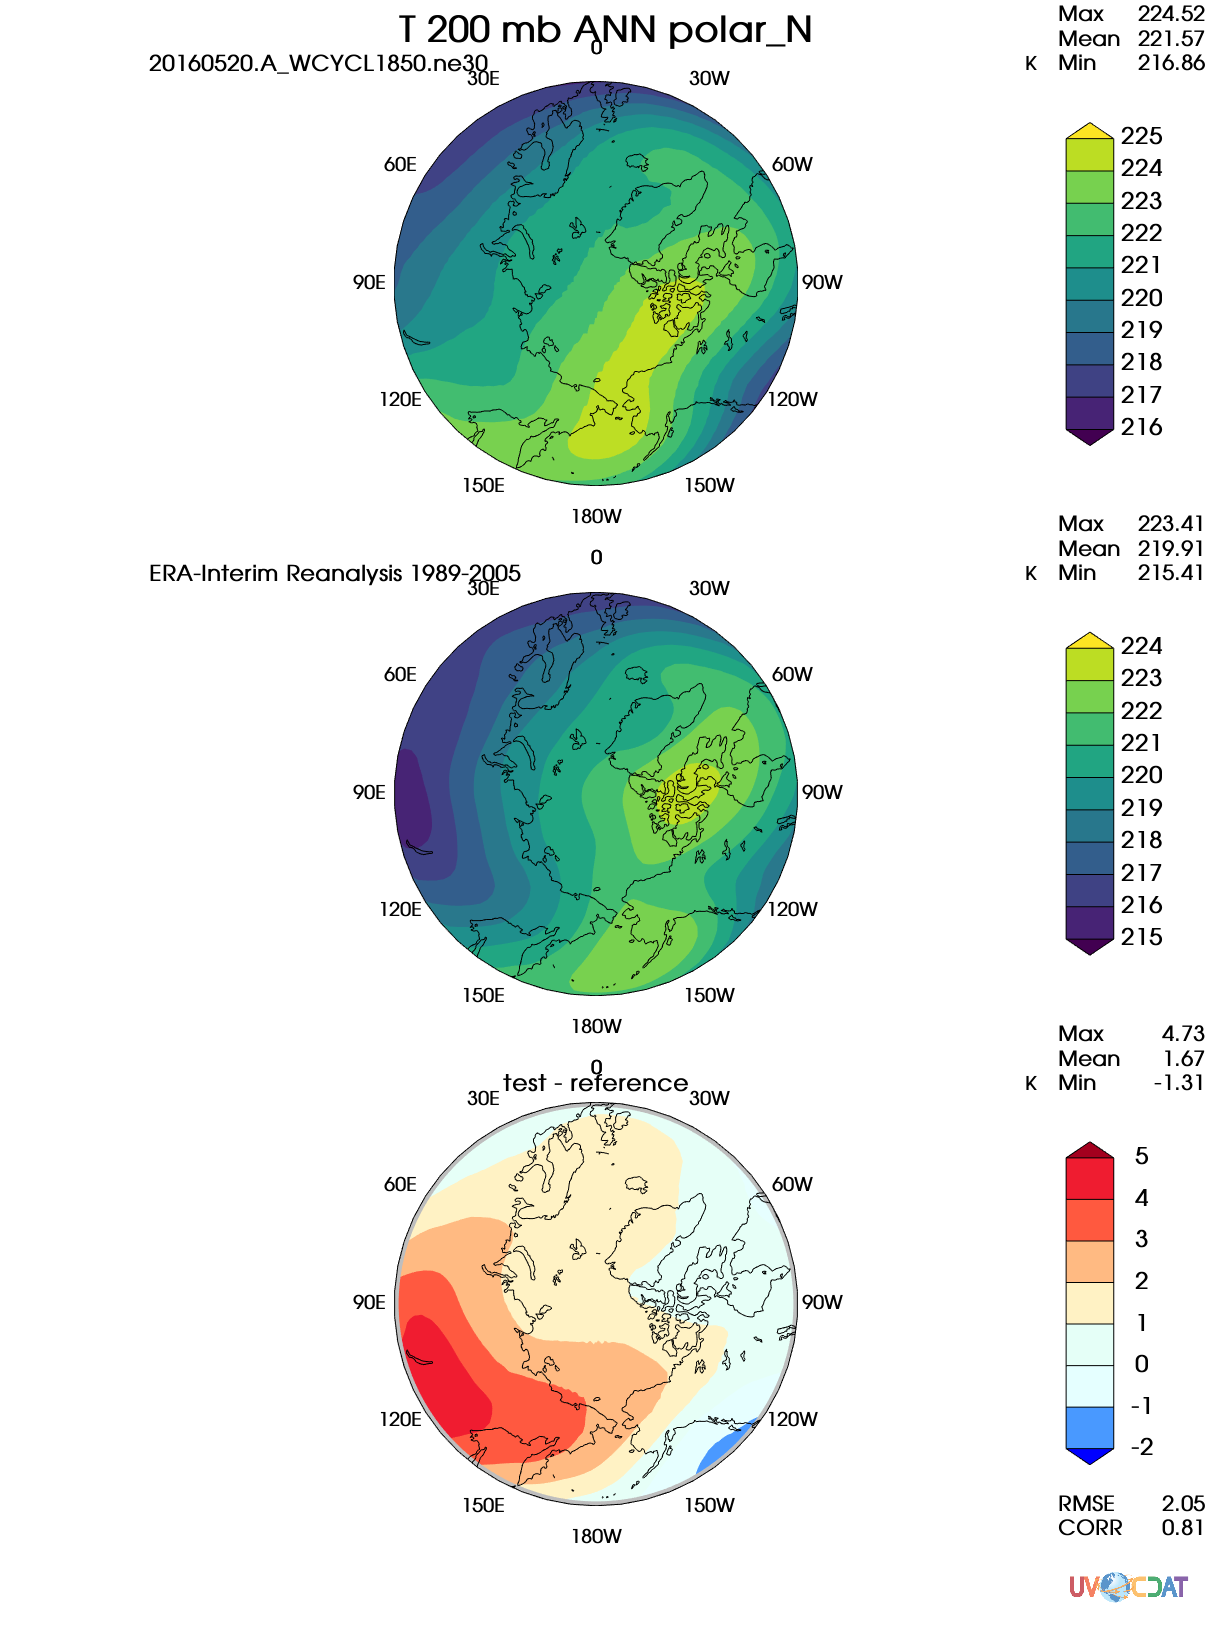 T 200 mb ANN polar_N
20160520.A_WCYCL1850.ne30
Max 224.52
Mean 221.57
K Min 216.86
0
30E 30W
60E 60W
90E 90W
120E 120W
150E 150W
180W
225
224
223
222
221
220
219
218
217
216
ERA-Interim Reanalysis 1989-2005
Max 223.41
Mean 219.91
K Min 215.41
0
30E 30W
60E 60W
90E 90W
120E 120W
150E 150W
180W
224
223
222
221
220
219
218
217
216
215
test - reference
Max 4.73
Mean 1.67
K Min -1.31
0
30E 30W
60E 60W
90E 90W
120E 120W
150E 150W
180W
5
4
3
2
1
0
-1
-2
RMSE 2.05
CORR 0.81
UV CDAT